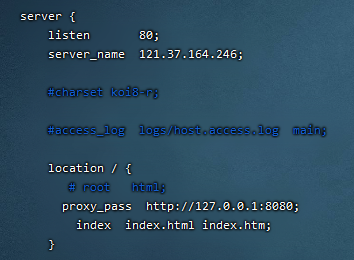 server {
    listen       80;
    server_name  121.37.164.246;

    #charset koi8-r;

    #access_log  logs/host.access.log  main;

    location / {
       # root   html;
      proxy_pass  http://127.0.0.1:8080;
        index  index.html index.htm;
    }